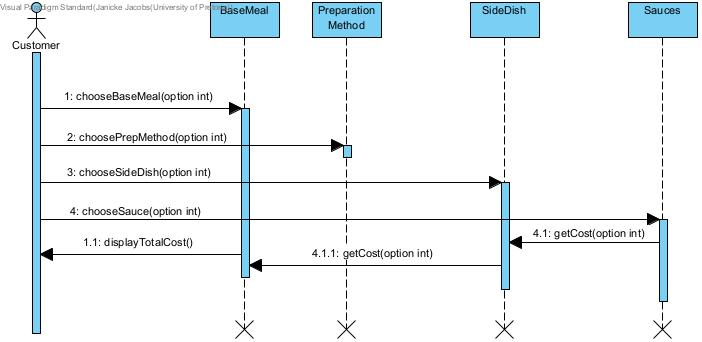 Visual Paradigm Standard(Janicke Jacobs(University of Pretoria))
BaseMeal
Preparation
Method
SideDish
Sauces
Customer
1: chooseBaseMeal(option int)
2: choosePrepMethod(option int)
3: chooseSideDish(option int)
4: chooseSauce(option int)
4.1: getCost(option int)
1.1: displayTotalCost()
4.1.1: getCost(option int)